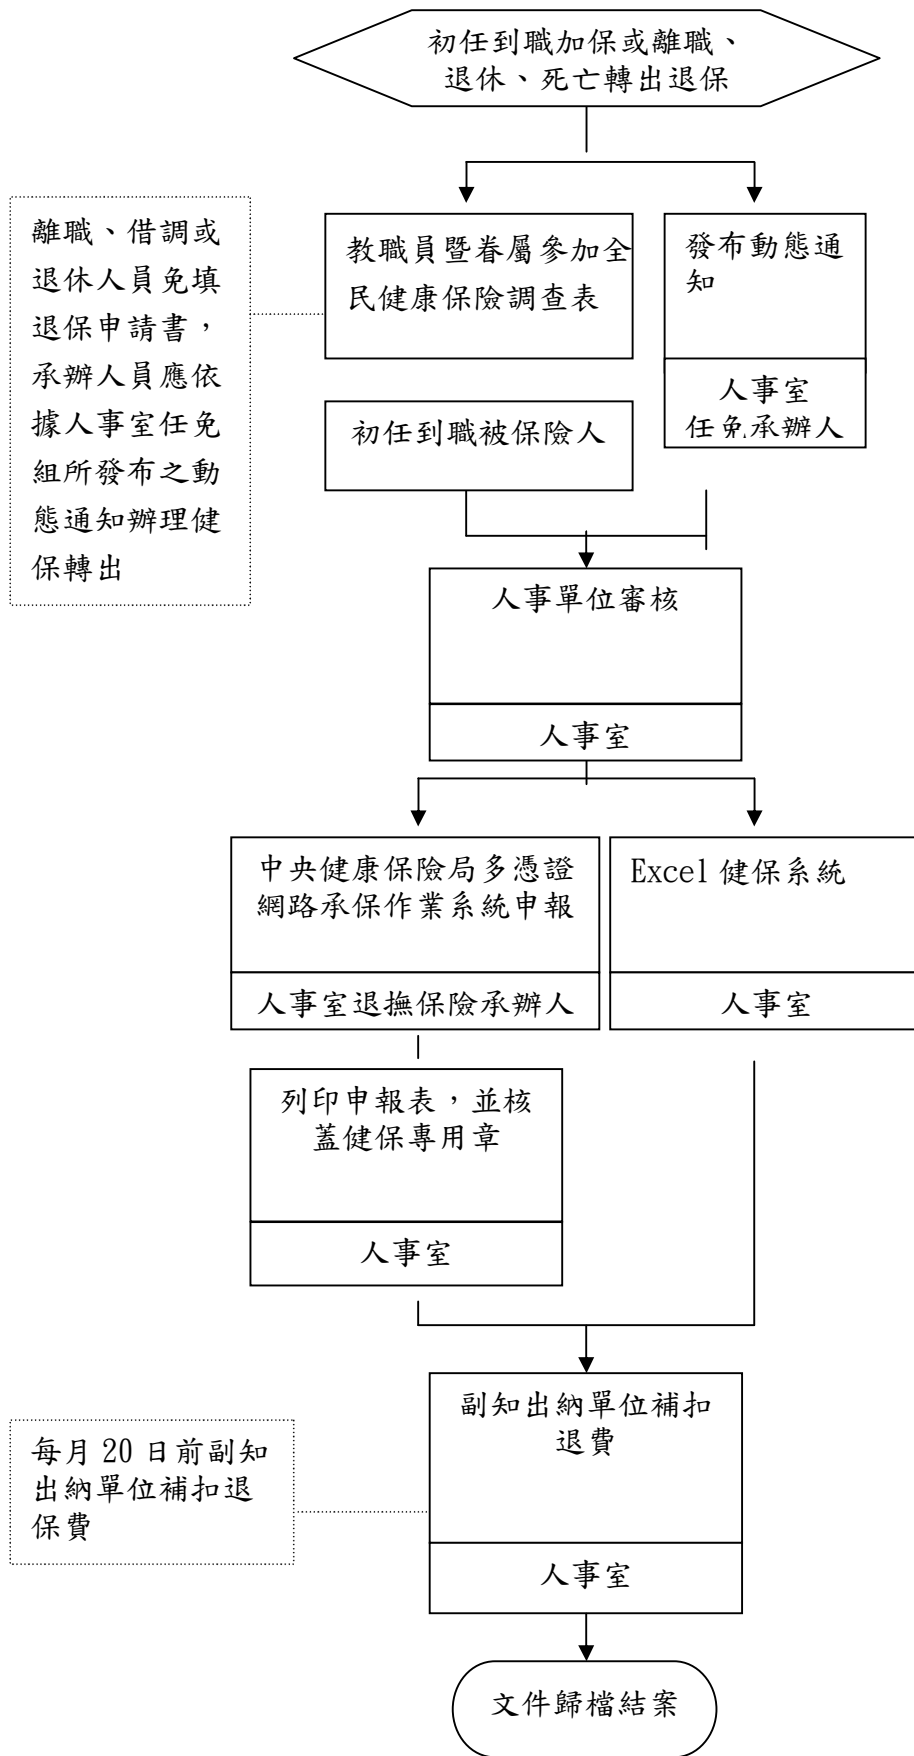 初任到職加保或離職、
退休、死亡轉出退保
離職、借調或
退休人員免填
退保申請書，
承辦人員應依
據人事室任免
組所發布之動
態通知辦理健
保轉出
教職員暨眷屬參加全
民健康保險調查表
初任到職被保險人
發布動態通
知
人事室
任免承辦人
人事單位審核
人事室
中央健康保險局多憑證
網路承保作業系統申報
人事室退撫保險承辦人
Excel 健保系統
人事室
列印申報表，並核
蓋健保專用章
人事室
副知出納單位補扣
退費
人事室
每月 20 日前副知
出納單位補扣退
保費
文件歸檔結案